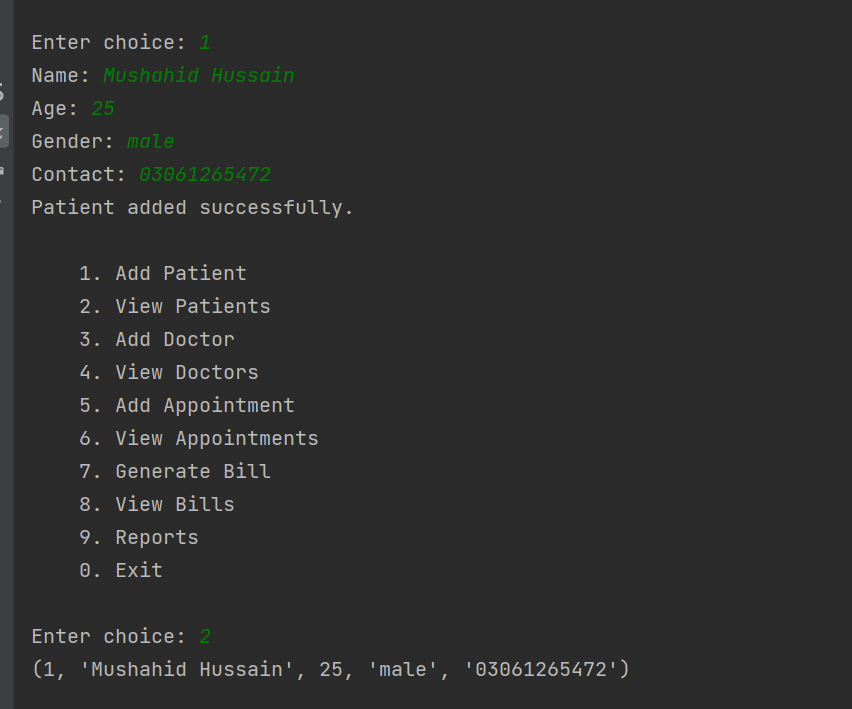 Enter choice: 1
Name: Mushahid Hussain
Age: 25
Gender: male
Contact: 03061265472
Patient added successfully.
1. Add Patient
2. View Patients
3. Add Doctor
4. View Doctors
5. Add Appointment
6. View Appointments
7. Generate Bill
8. View Bills
9. Reports
0. Exit
Enter choice: 2
(1, 'Mushahid Hussain', 25, 'male', '03061265472')